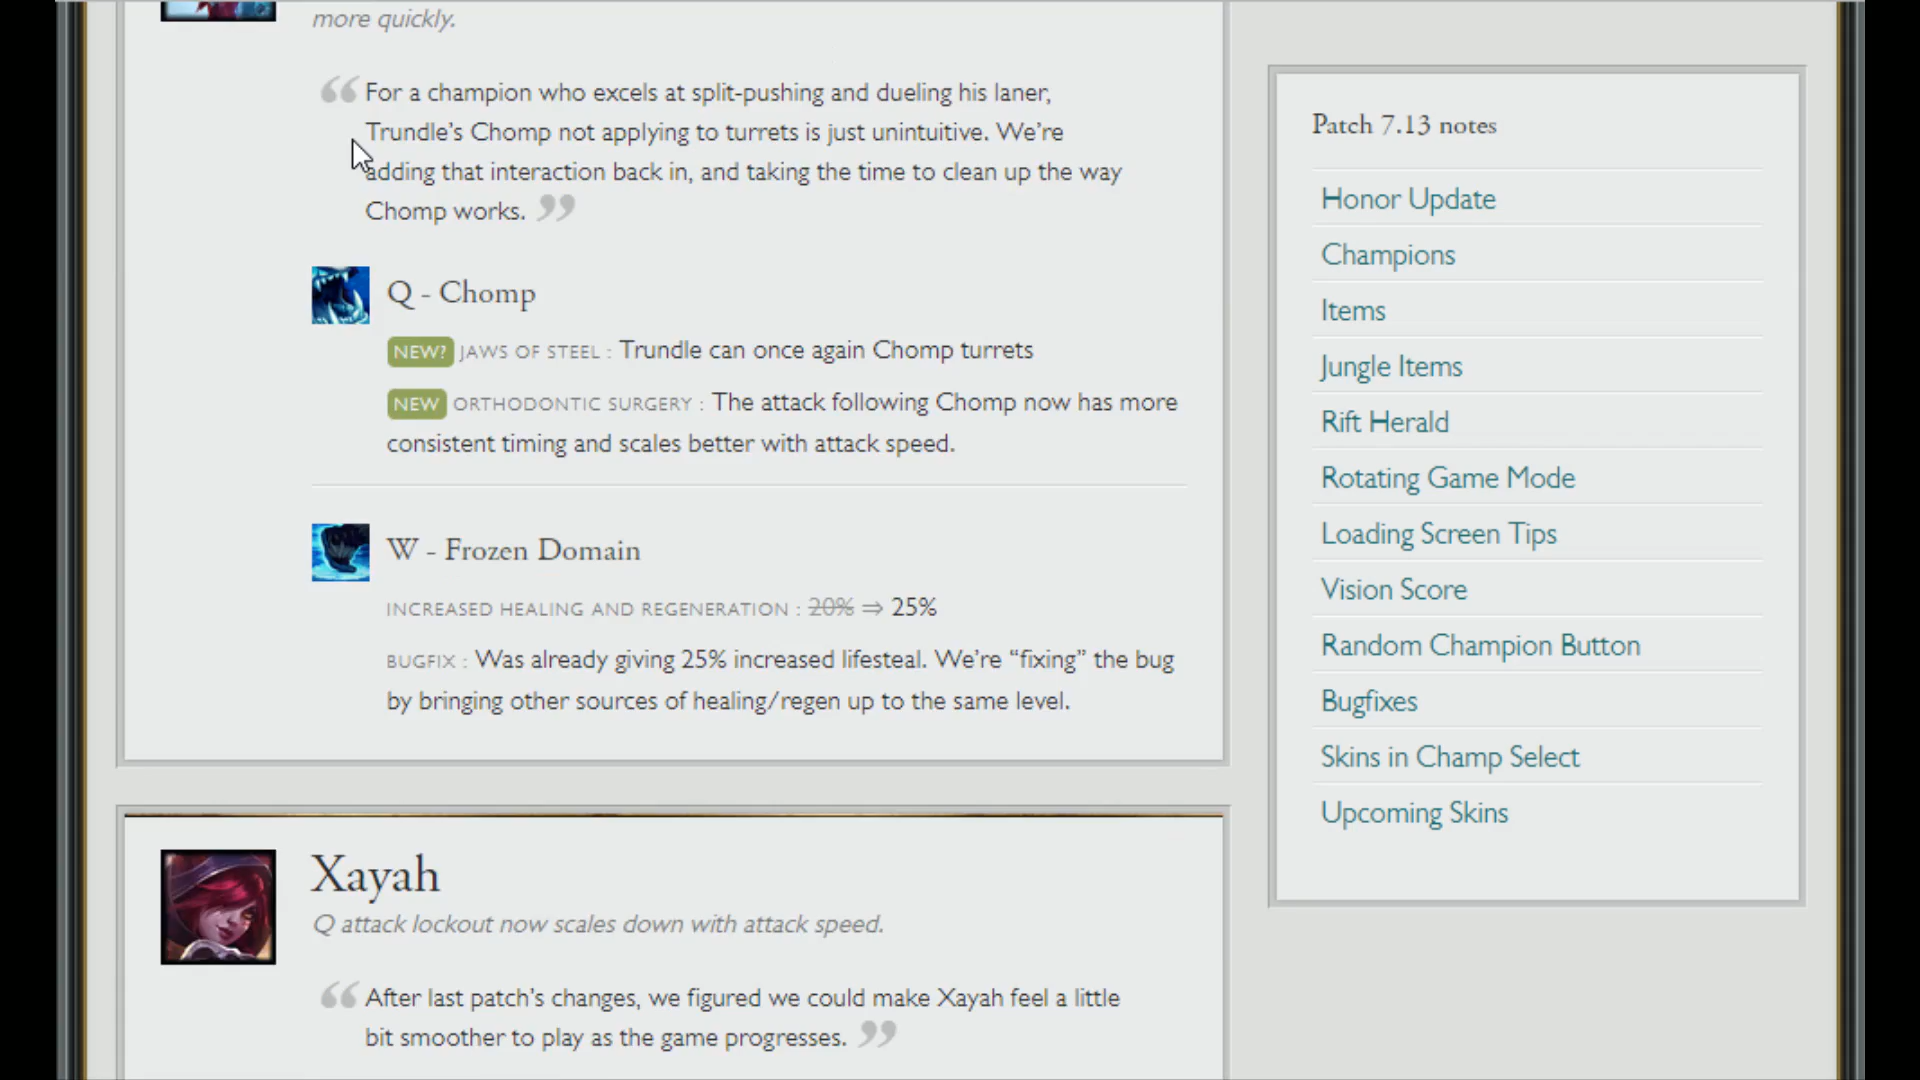 more quickly.
“ For a champion who excels at split-pushing and dueling his laner,
Trundle’s Chomp not applying to turrets is just unintuitive. We’re
adding that interaction back in, and taking the time to clean up the way
Chomp works. ”
Q - Chomp
NEW? JAWS OF STEEL : Trundle can once again Chomp turrets
NEW ORTHODONTIC SURGERY : The attack following Chomp now has more
consistent timing and scales better with attack speed.
W - Frozen Domain
INCREASED HEALING AND REGENERATION : 20% ⇒ 25%
BUGFIX : Was already giving 25% increased lifesteal. We’re “fixing” the bug
by bringing other sources of healing/regen up to the same level.
Xayah
Q attack lockout now scales down with attack speed.
“ After last patch’s changes, we figured we could make Xayah feel a little
bit smoother to play as the game progresses. ”
Patch 7.13 notes
Honor Update
Champions
Items
Jungle Items
Rift Herald
Rotating Game Mode
Loading Screen Tips
Vision Score
Random Champion Button
Bugfixes
Skins in Champ Select
Upcoming Skins